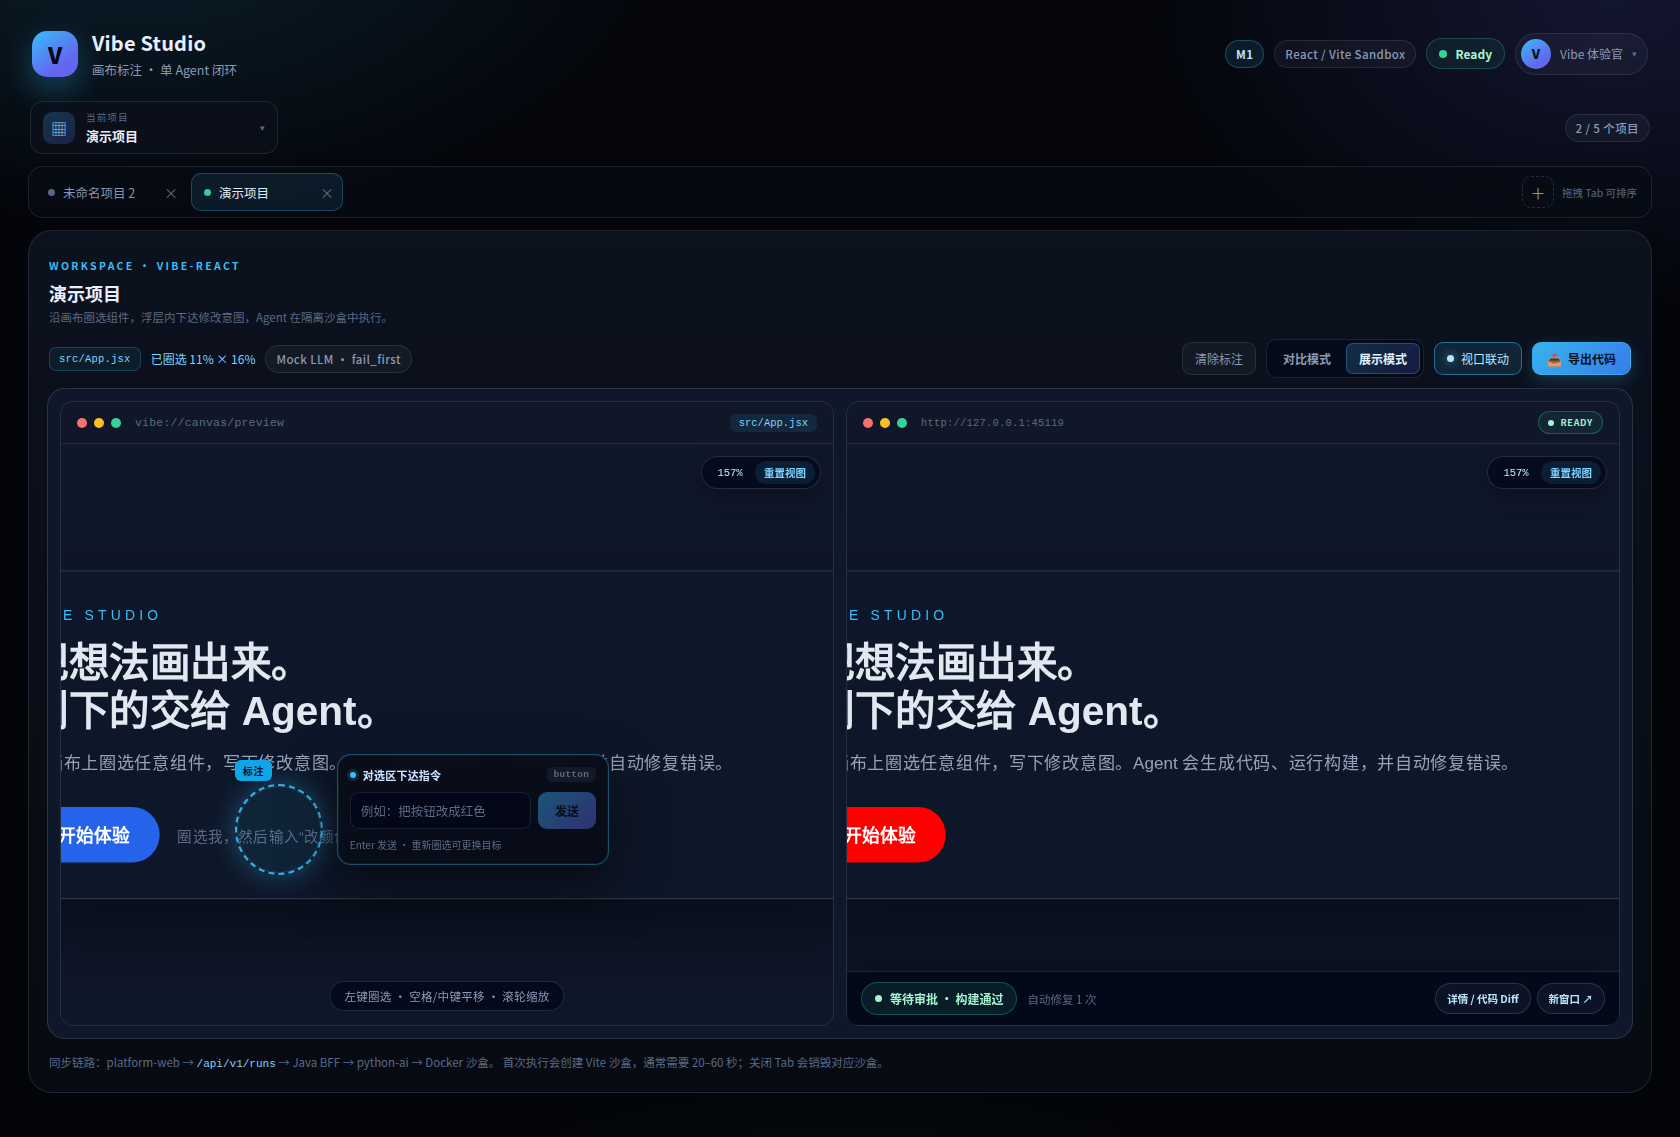 V
Vibe Studio
画布标注 · 单 Agent 闭环
M1
React / Vite Sandbox
Ready
V
Vibe 体验官
当前项目
演示项目
2 / 5 个项目
未命名项目 2
演示项目
拖拽 Tab 可排序
WORKSPACE · VIBE-REACT
演示项目
沿画布圈选组件，浮层内下达修改意图，Agent 在隔离沙盒中执行。
src/App.jsx
已圈选 11% × 16%
Mock LLM · fail_first
清除标注
对比模式
展示模式
视口联动
导出代码
vibe://canvas/preview
src/App.jsx
157%
重置视图
E STUDIO
想法画出来。
下的交给 Agent。
布上圈选任意组件，写下修改意图。
自动修复错误。
标注
对选区下达指令
button
例如：把按钮改成红色
发送
Enter 发送 · 重新圈选可更换目标
开始体验
圈选我，然后输入“改颜
左键圈选 · 空格/中键平移 · 滚轮缩放
http://127.0.0.1:45119
READY
157%
重置视图
E STUDIO
想法画出来。
下的交给 Agent。
布上圈选任意组件，写下修改意图。Agent 会生成代码、运行构建，并自动修复错误。
开始体验
等待审批 · 构建通过
自动修复 1 次
详情 / 代码 Diff
新窗口 ↗
同步链路：platform-web → /api/v1/runs → Java BFF → python-ai → Docker 沙盒。 首次执行会创建 Vite 沙盒，通常需要 20–60 秒；关闭 Tab 会销毁对应沙盒。